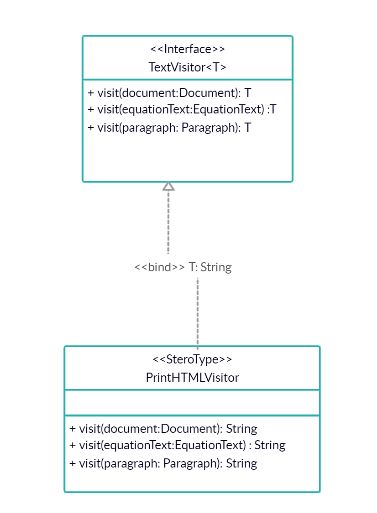 <<Interface>>
TextVisitor<T>
+ visit(document:Document): T
+ visit(equationText:EquationText) :T
+ visit(paragraph: Paragraph): T
<<bind>> T: String
<<SteroType>>
PrintHTMLVisitor
+ visit(document:Document): String
+ visit(equationText:EquationText) : String
+ visit(paragraph: Paragraph): String